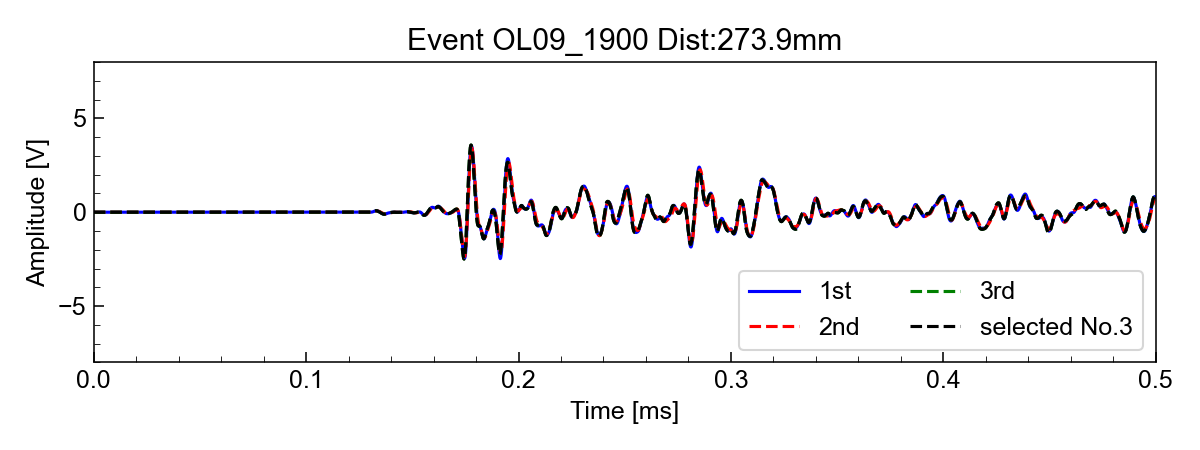 Event OL09_1900 Dist:273.9mm
Amplitude [V]
5
0
−5
1st
2nd
3rd
selected No.3
0.0 0.1 0.2 0.3 0.4 0.5
Time [ms]